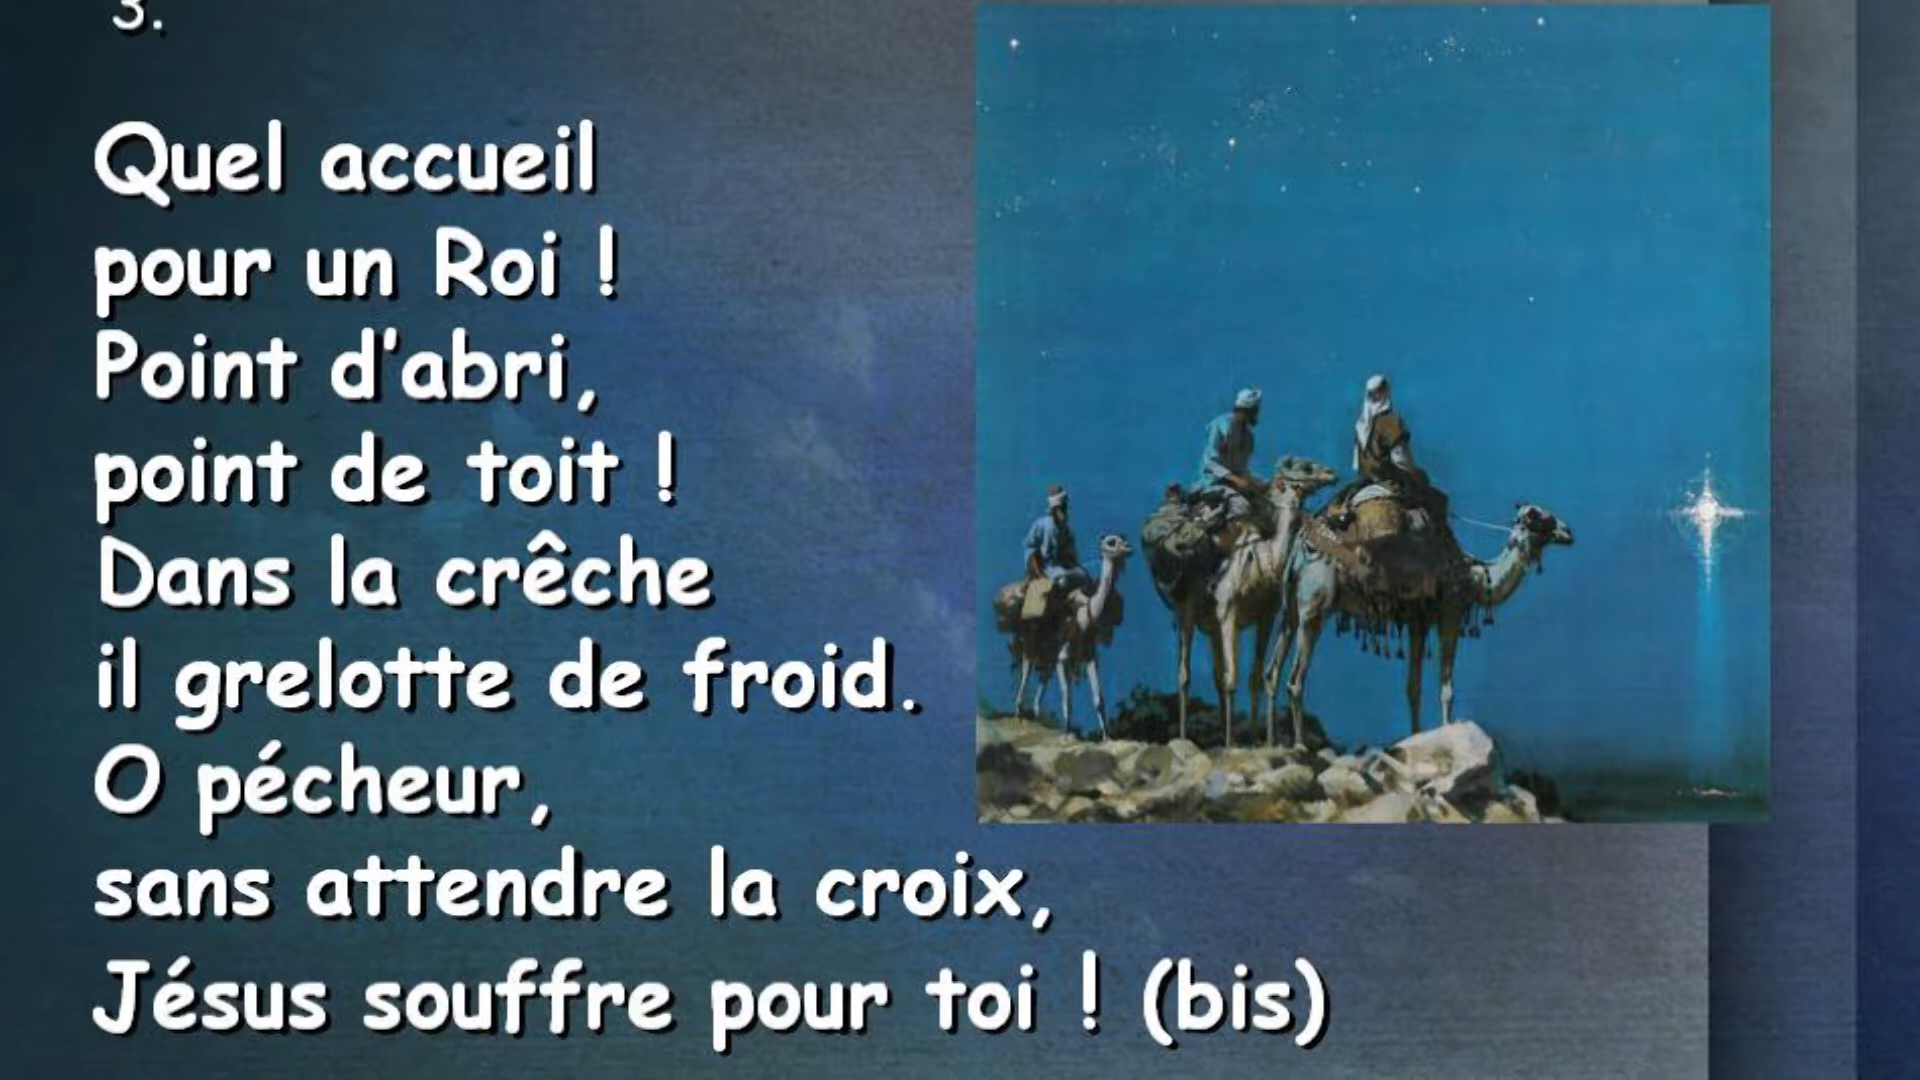 3.
Quel accueil
pour un Roi !
Point d'abri,
point de toit !
Dans la crêche
il grelotte de froid.
O pécheur,
sans attendre la croix,
Jésus souffre pour toi ! (bis)